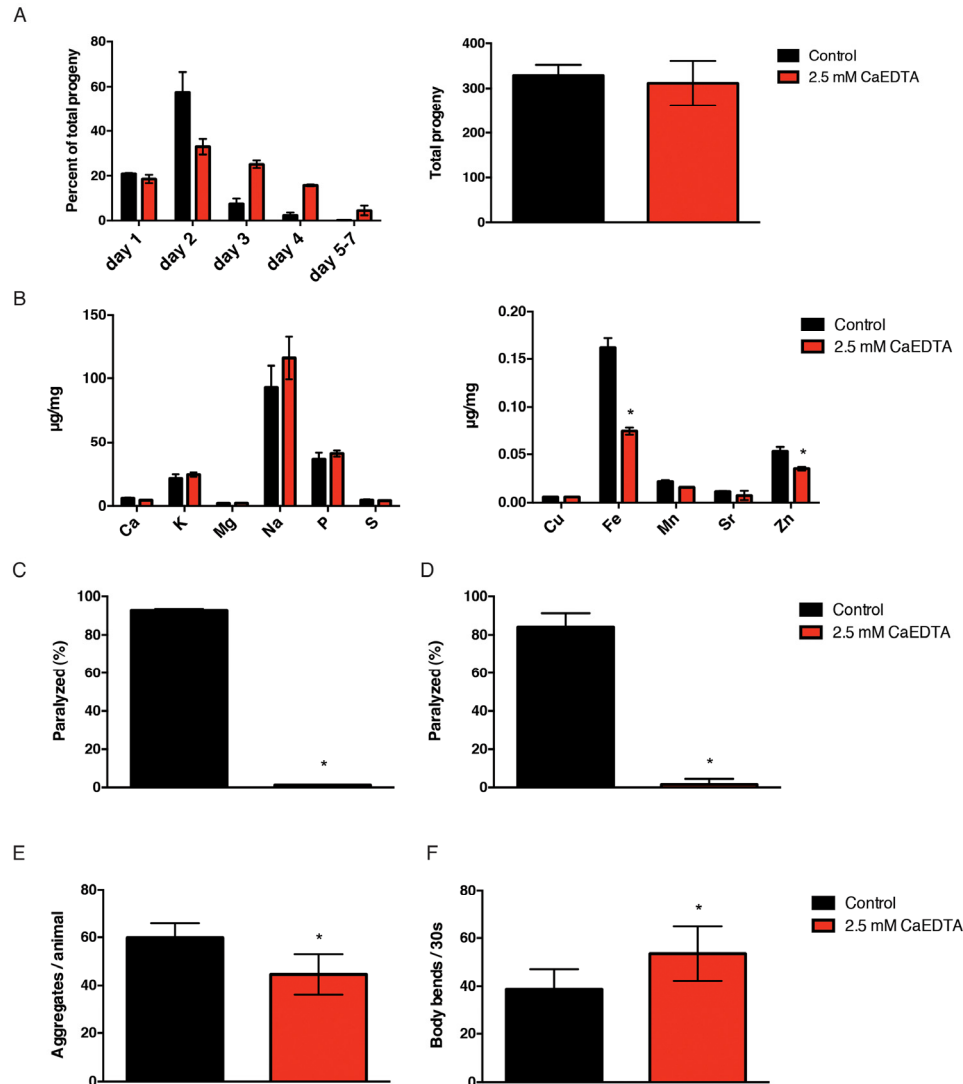 A
Percent of total progeny
80
60
40
20
0
day 1
day 2
day 3
day 4
day 5-7
Total progeny
400
300
200
100
0
Control
2.5 mM CaEDTA
B
µg/mg
150
100
50
0
Ca
K
Mg
Na
P
S
µg/mg
0.20
0.15
0.10
0.05
0.00
*
*
Cu
Fe
Mn
Sr
Zn
Control
2.5 mM CaEDTA
C
Paralyzed (%)
100
80
60
40
20
0
*
D
Paralyzed (%)
100
80
60
40
20
0
*
Control
2.5 mM CaEDTA
E
Aggregates / animal
80
60
40
20
0
*
F
Body bends / 30s
80
60
40
20
0
*
Control
2.5 mM CaEDTA